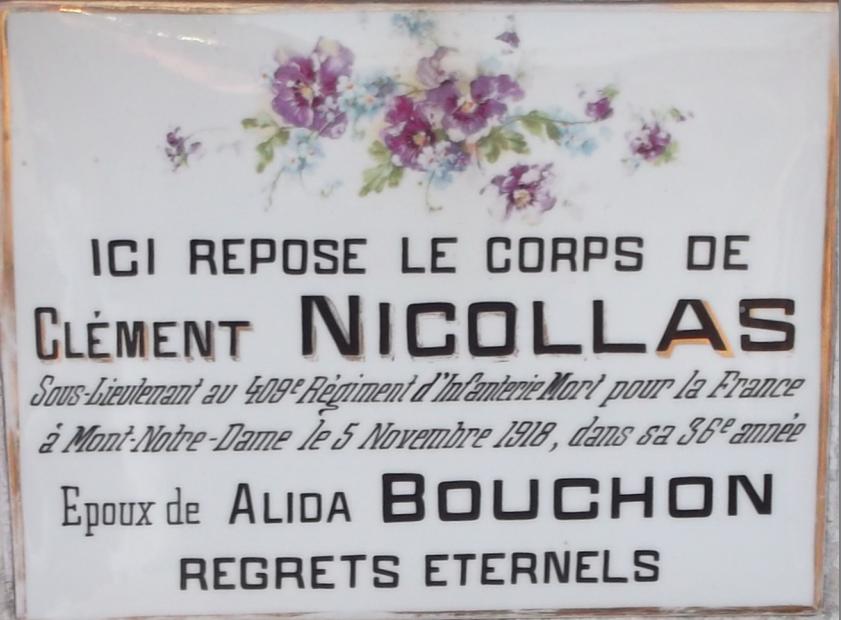 ICI REPOSE LE CORPS DE
CLÉMENT NICOLLAS
Sous-Lieutenant au 409e Régiment d'Infanterie Mort pour la France
à Mont-Notre-Dame le 5 Novembre 1918, dans sa 36e année
Epoux de ALIDA BOUCHON
REGRETS ETERNELS